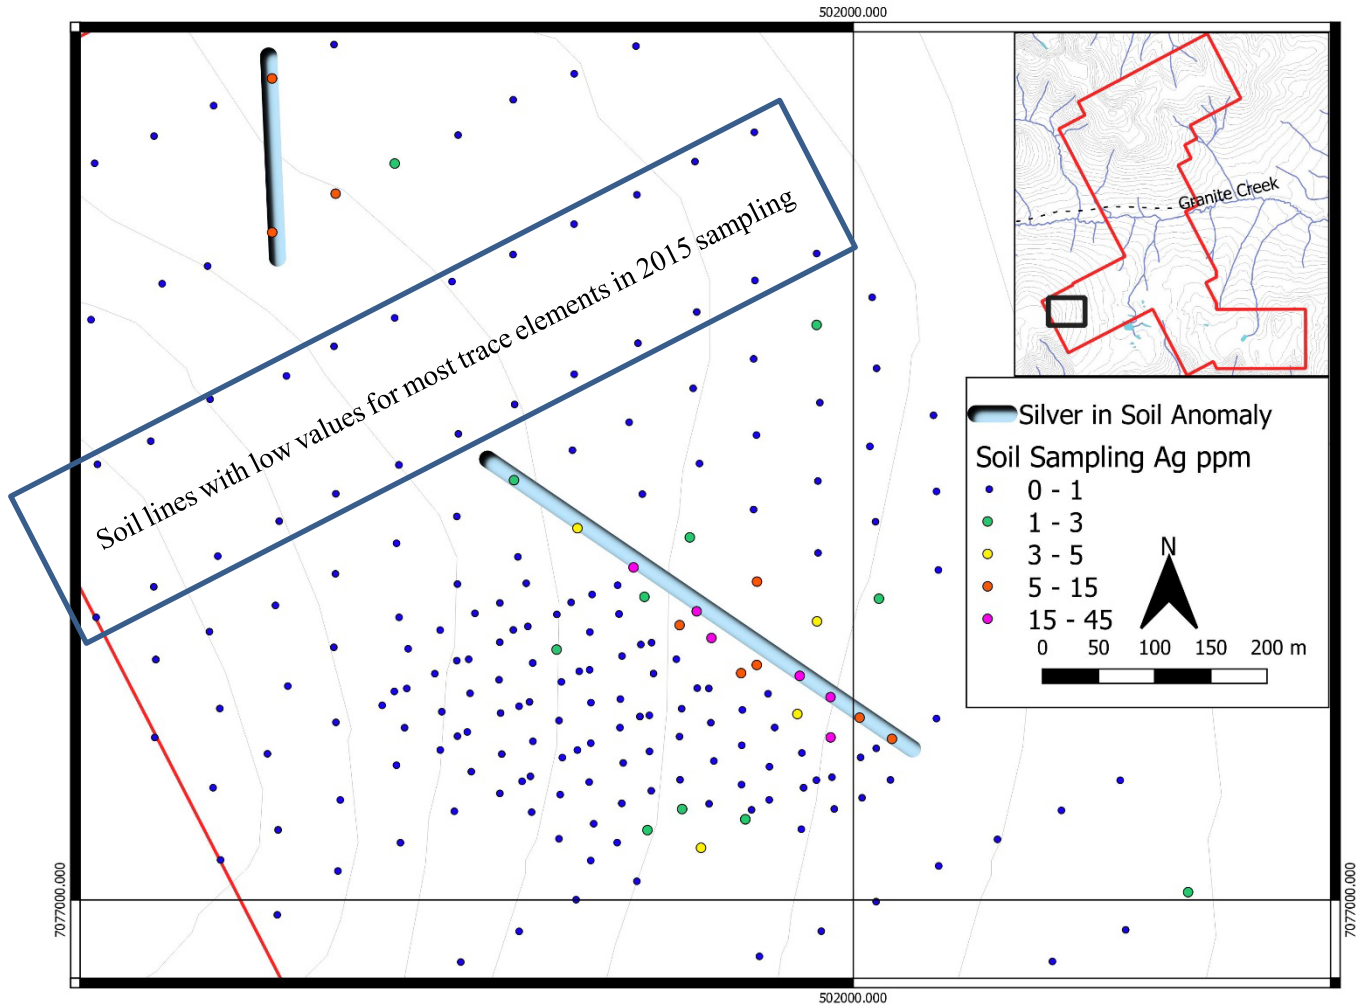 502000.000
Granite Creek
Soil lines with low values for most trace elements in 2015 sampling
Silver in Soil Anomaly
Soil Sampling Ag ppm
0 - 1
1 - 3
3 - 5
5 - 15
15 - 45
N
0 50 100 150 200 m
7077000.000
7077000.000
502000.000